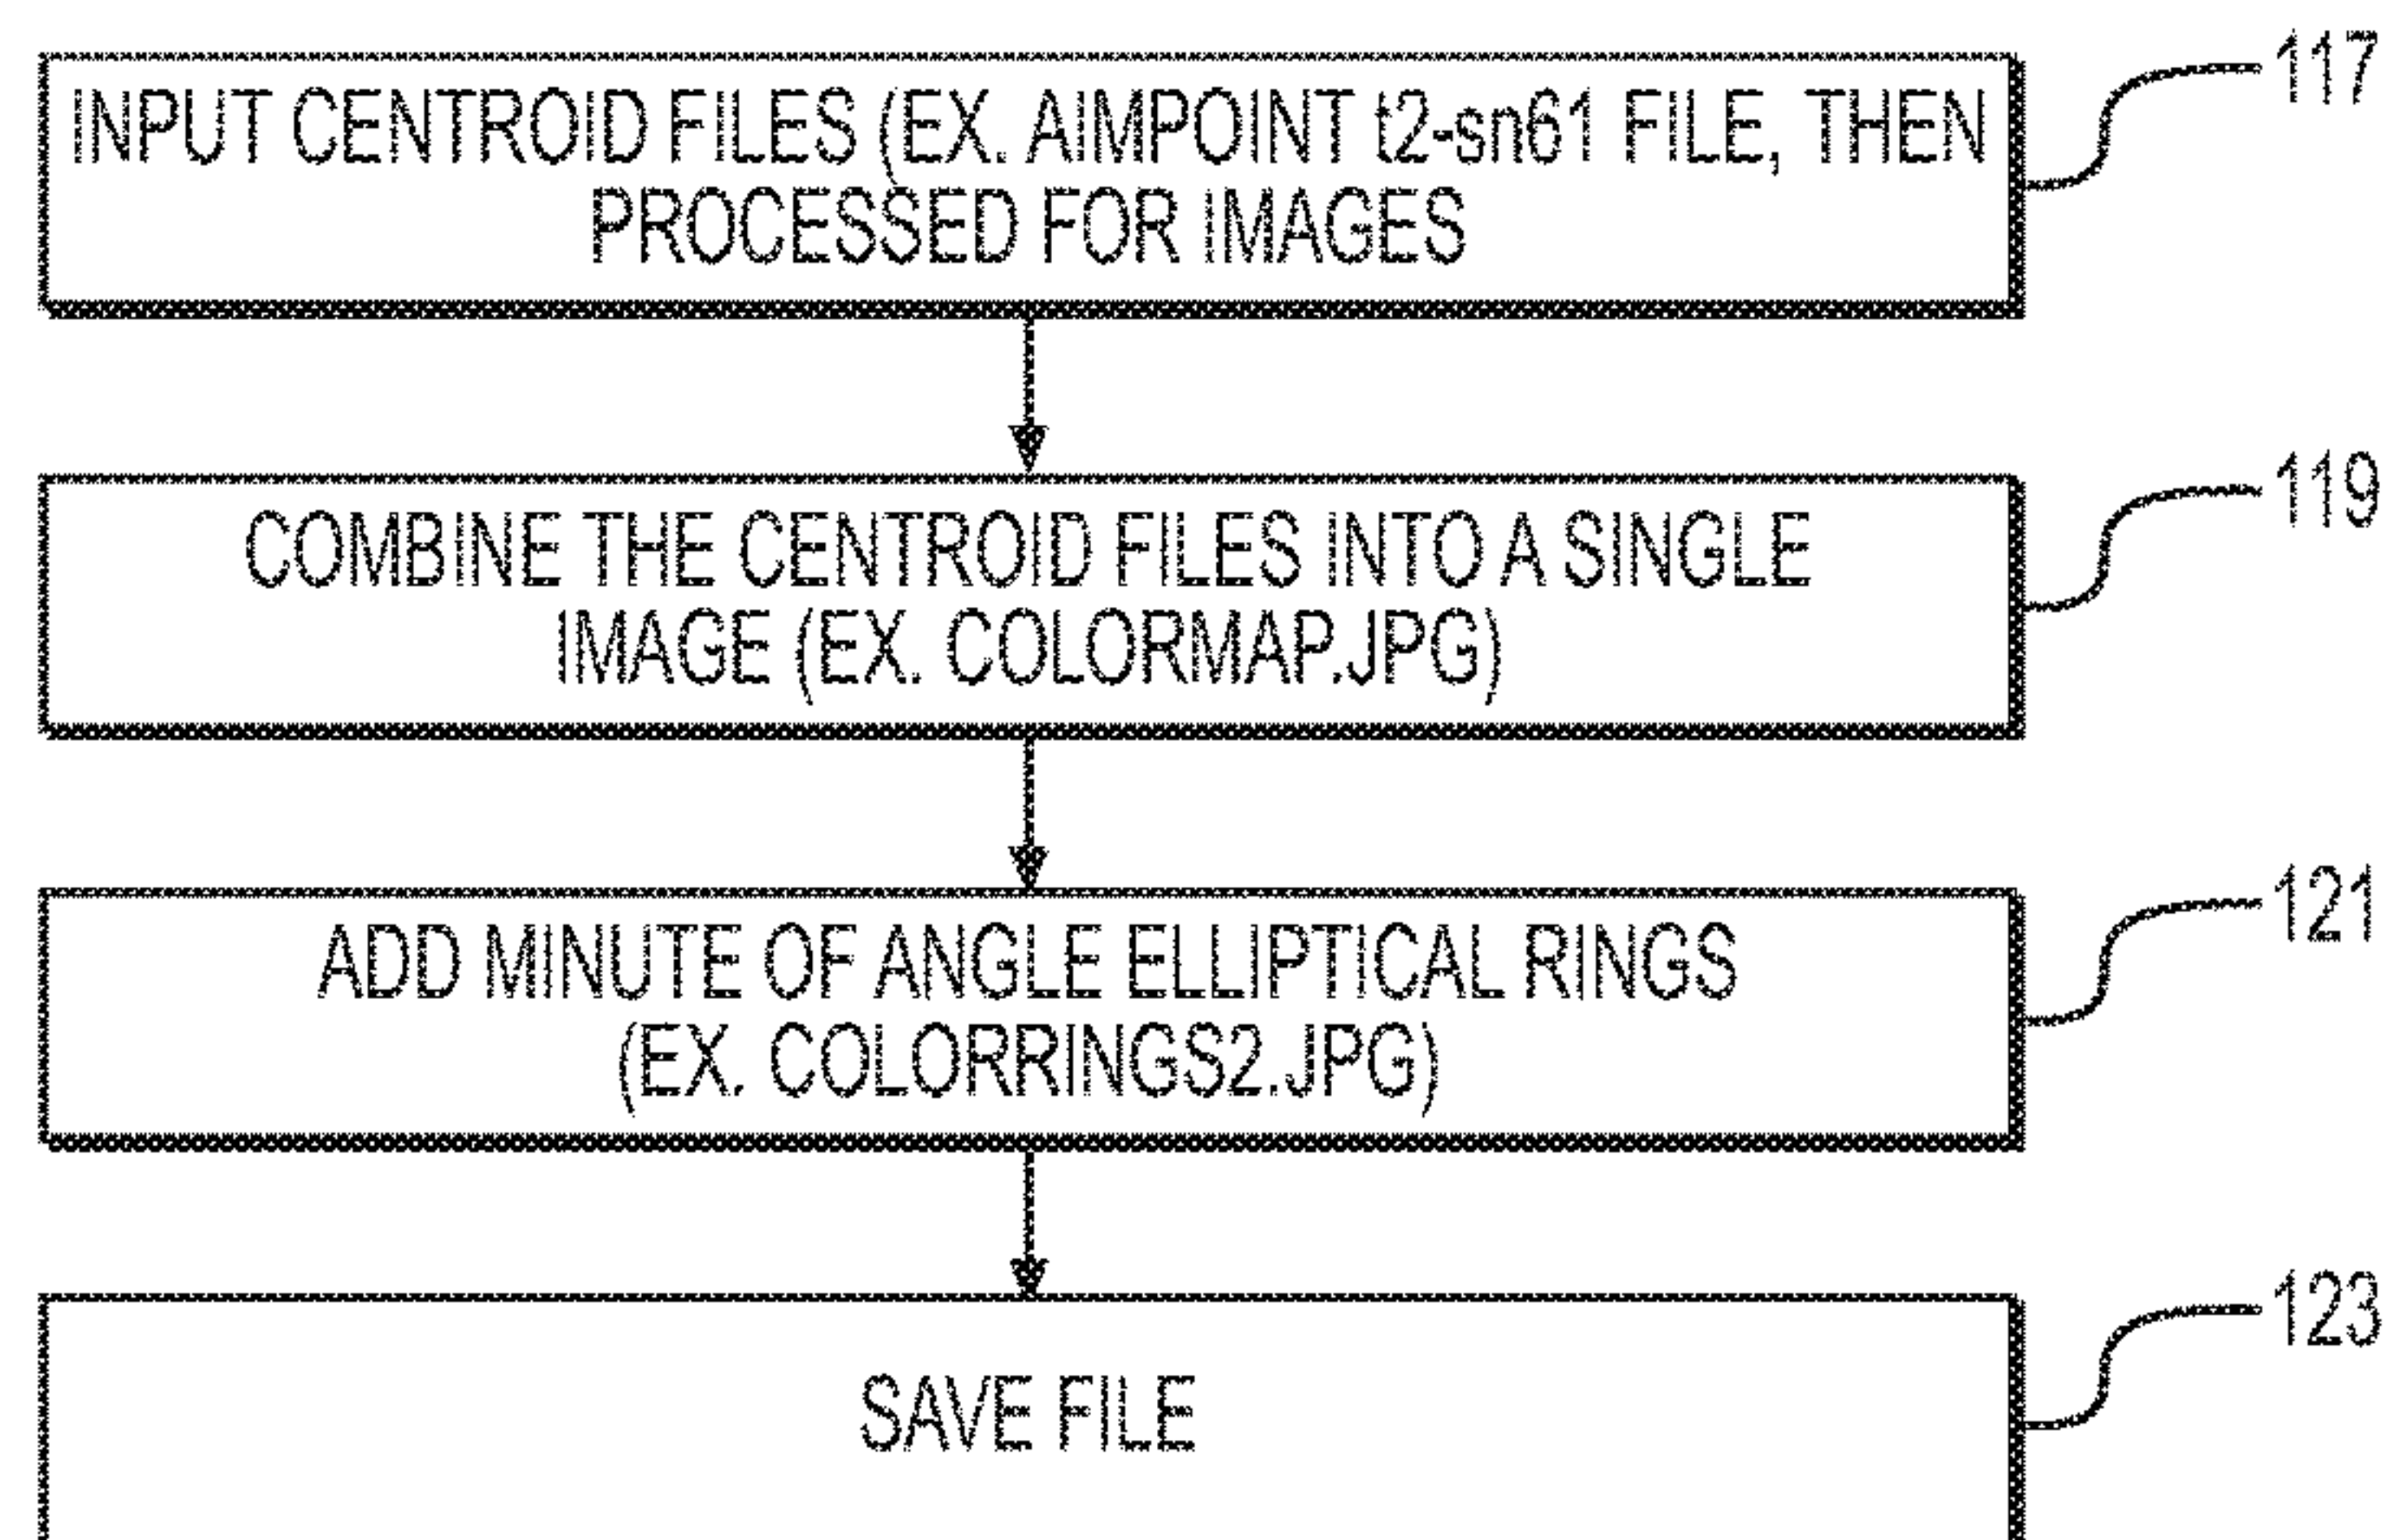 INPUT CENTROID FILES (EX. AIMPOINT t2-sn61 FILE, THEN
PROCESSED FOR IMAGES
117
COMBINE THE CENTROID FILES INTO A SINGLE
IMAGE (EX. COLORMAP.JPG)
119
ADD MINUTE OF ANGLE ELLIPTICAL RINGS
(EX. COLORRINGS2.JPG)
121
SAVE FILE
123